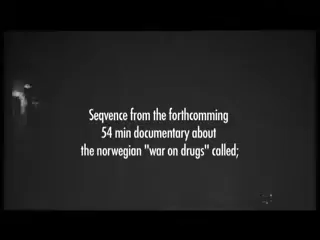 Seqvence from the forthcomming
54 min documentary about
the norwegian "war on drugs" called;